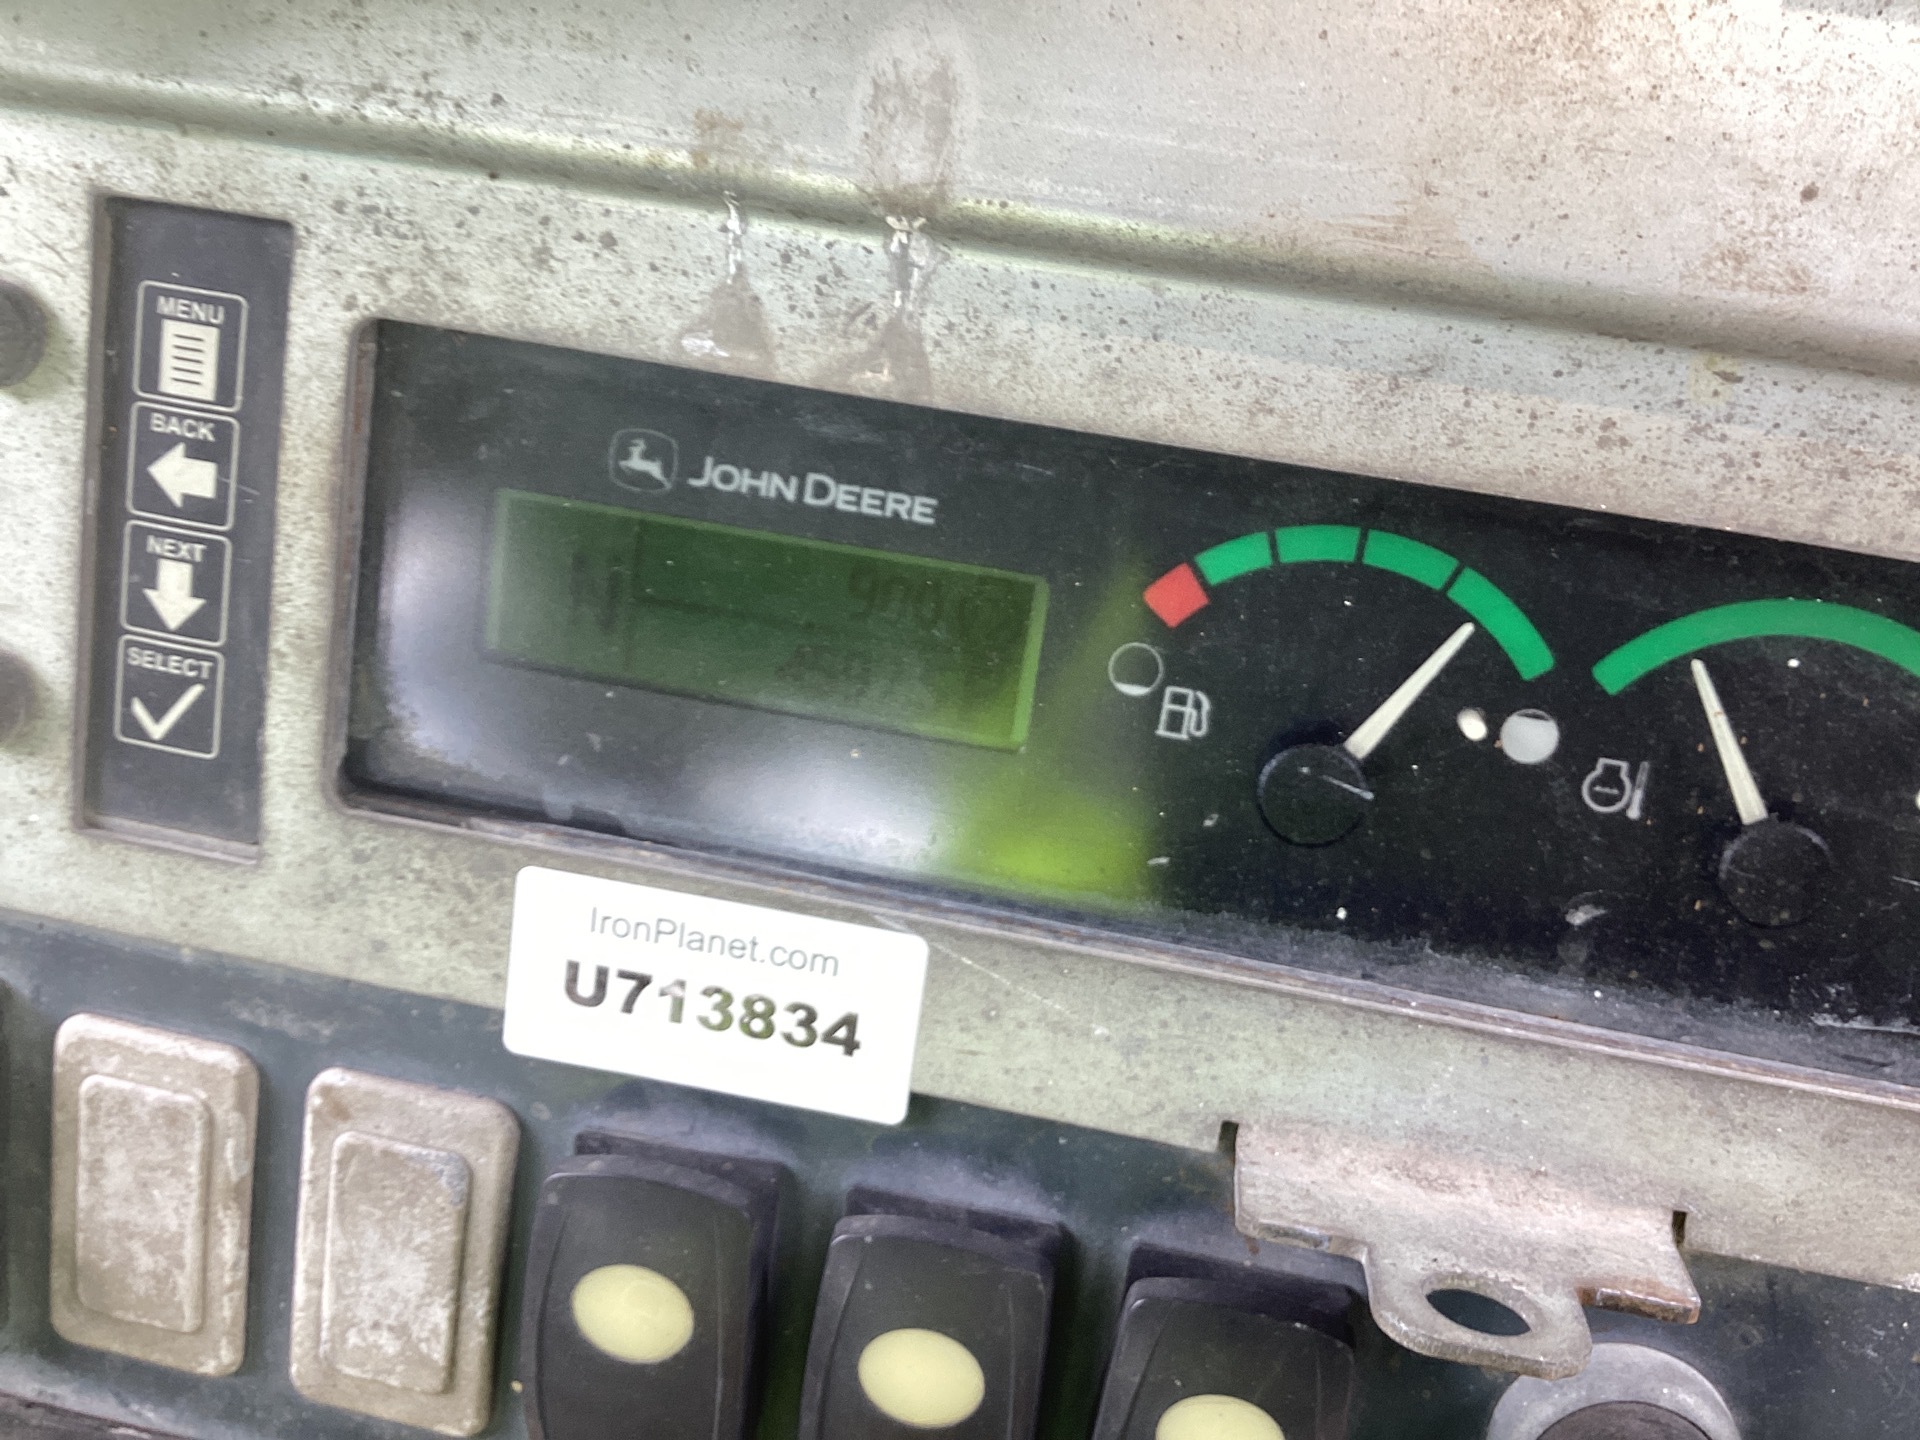 MENU
BACK
NEXT
SELECT
JOHN DEERE
N
IronPlanet.com
U713834